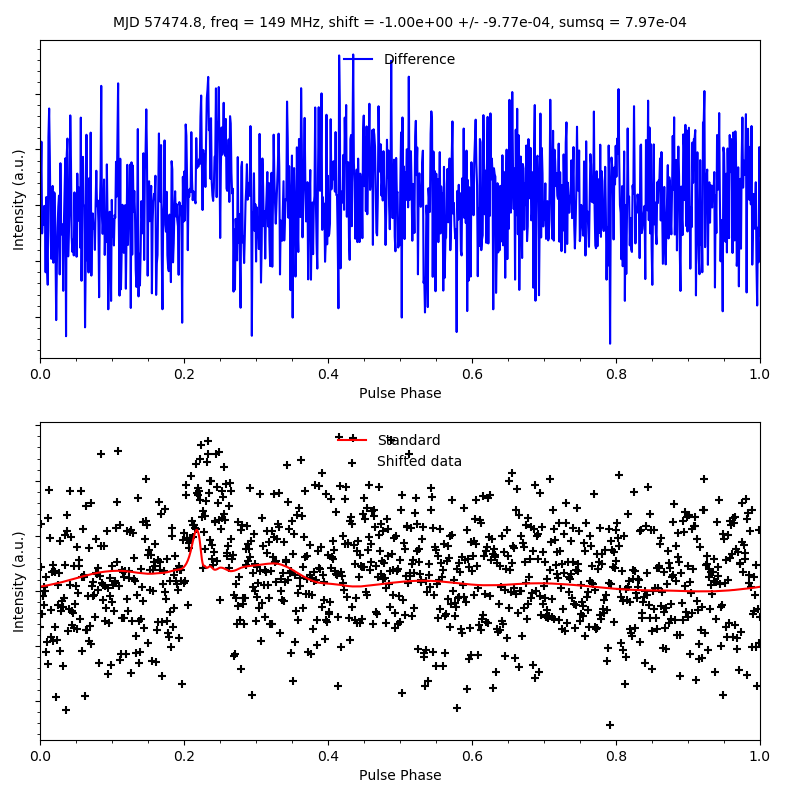 MJD 57474.8, freq = 149 MHz, shift = -1.00e+00 +/- -9.77e-04, sumsq = 7.97e-04
Difference
Intensity (a.u.)
0.0 0.2 0.4 0.6 0.8 1.0
Pulse Phase
Standard
Shifted data
Intensity (a.u.)
0.0 0.2 0.4 0.6 0.8 1.0
Pulse Phase